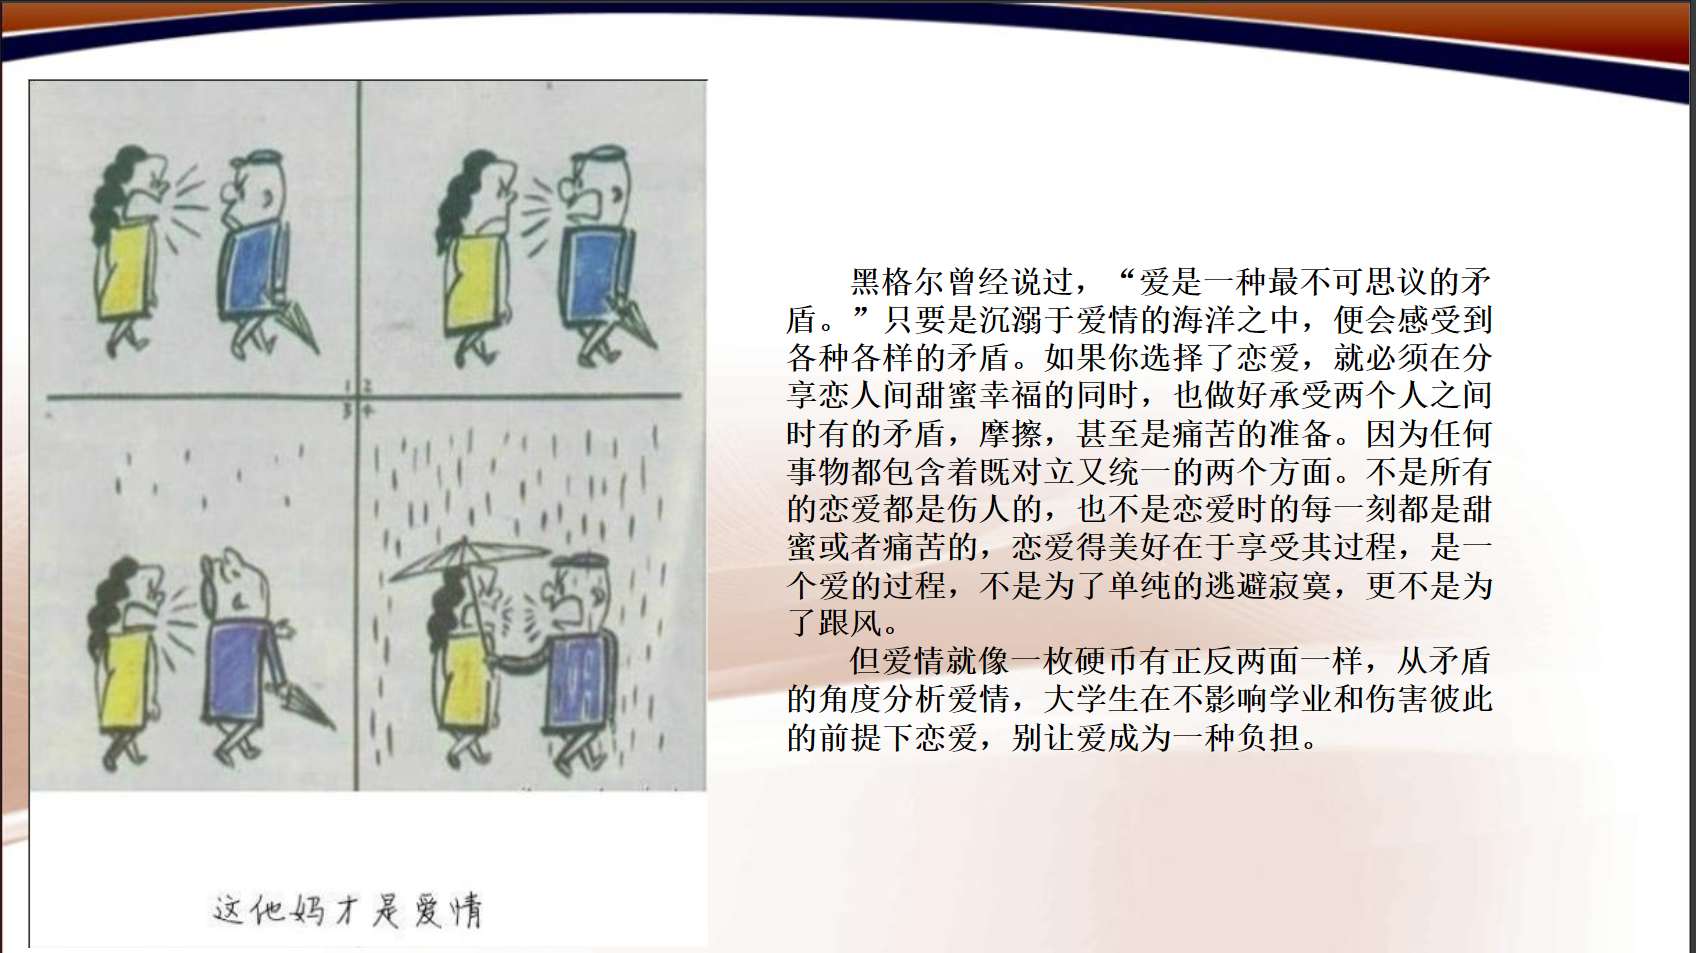 1 2
3 4
这他妈才是爱情
黑格尔曾经说过，“爱是一种最不可思议的矛
盾。”只要是沉溺于爱情的海洋之中，便会感受到
各种各样的矛盾。如果你选择了恋爱，就必须在分
享恋人间甜蜜幸福的同时，也做好承受两个人之间
时有的矛盾，摩擦，甚至是痛苦的准备。因为任何
事物都包含着既对立又统一的两个方面。不是所有
的恋爱都是伤人的，也不是恋爱时的每一刻都是甜
蜜或者痛苦的，恋爱得美好在于享受其过程，是一
个爱的过程，不是为了单纯的逃避寂寞，更不是为
了跟风。
但爱情就像一枚硬币有正反两面一样，从矛盾
的角度分析爱情，大学生在不影响学业和伤害彼此
的前提下恋爱，别让爱成为一种负担。